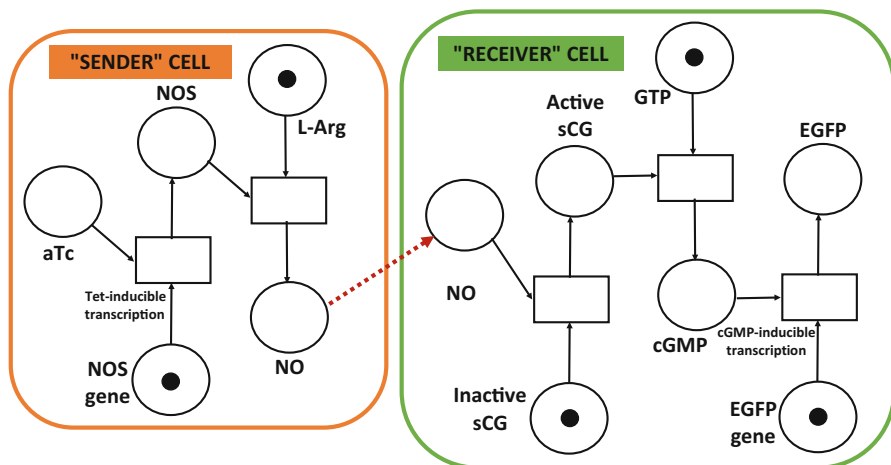 "SENDER" CELL
NOS
L-Arg
aTc
Tet-inducible
transcription
NOS
gene
NO
"RECEIVER" CELL
GTP
Active
sCG
EGFP
NO
cGMP
cGMP-inducible
transcription
Inactive
sCG
EGFP
gene